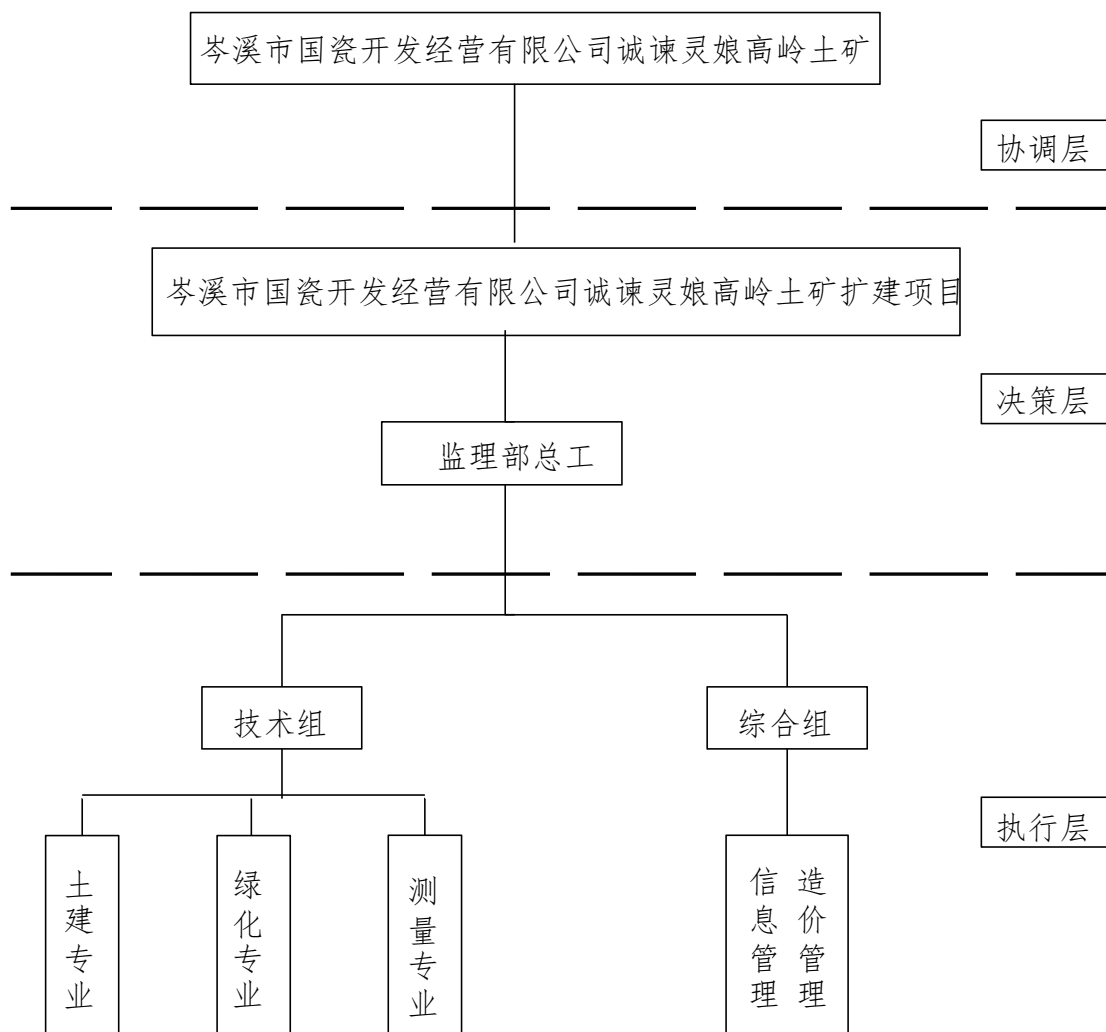 岑溪市国瓷开发经营有限公司诚谏灵娘高岭土矿
协调层
岑溪市国瓷开发经营有限公司诚谏灵娘高岭土矿扩建项目
决策层
监理部总工
技术组
综合组
执行层
土建专业
绿化专业
测量专业
信息管理
造价管理